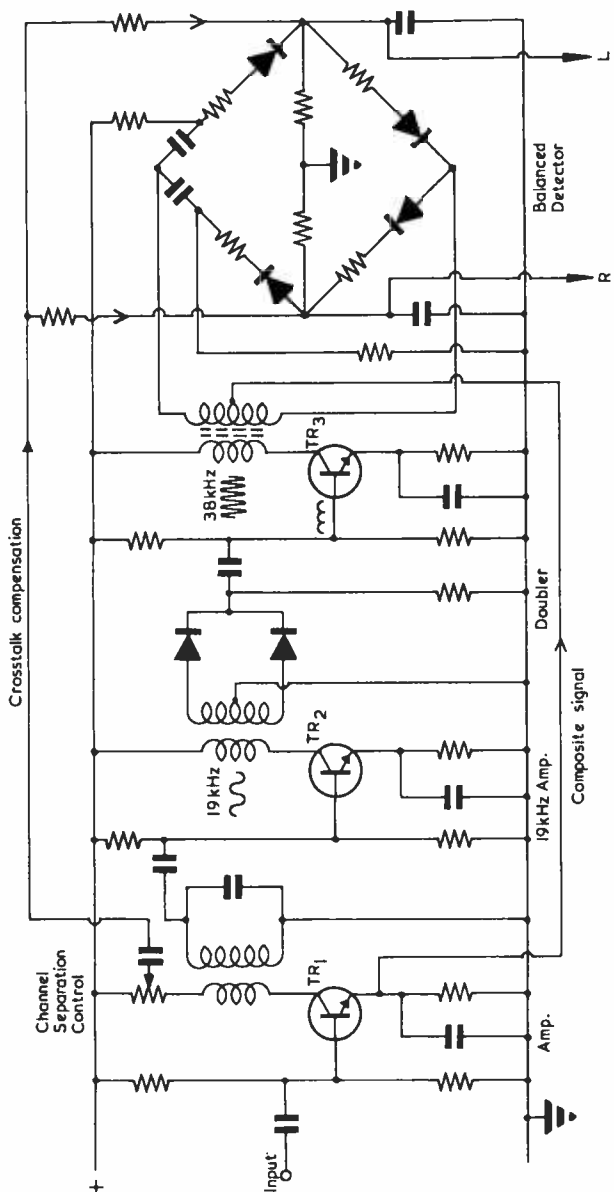 Crosstalk compensation
+
Channel
Separation
Control
Input
TR1
Amp.
19kHz
TR2
19kHz Amp.
Doubler
38kHz
TR3
Composite signal
Balanced
Detector
R
L